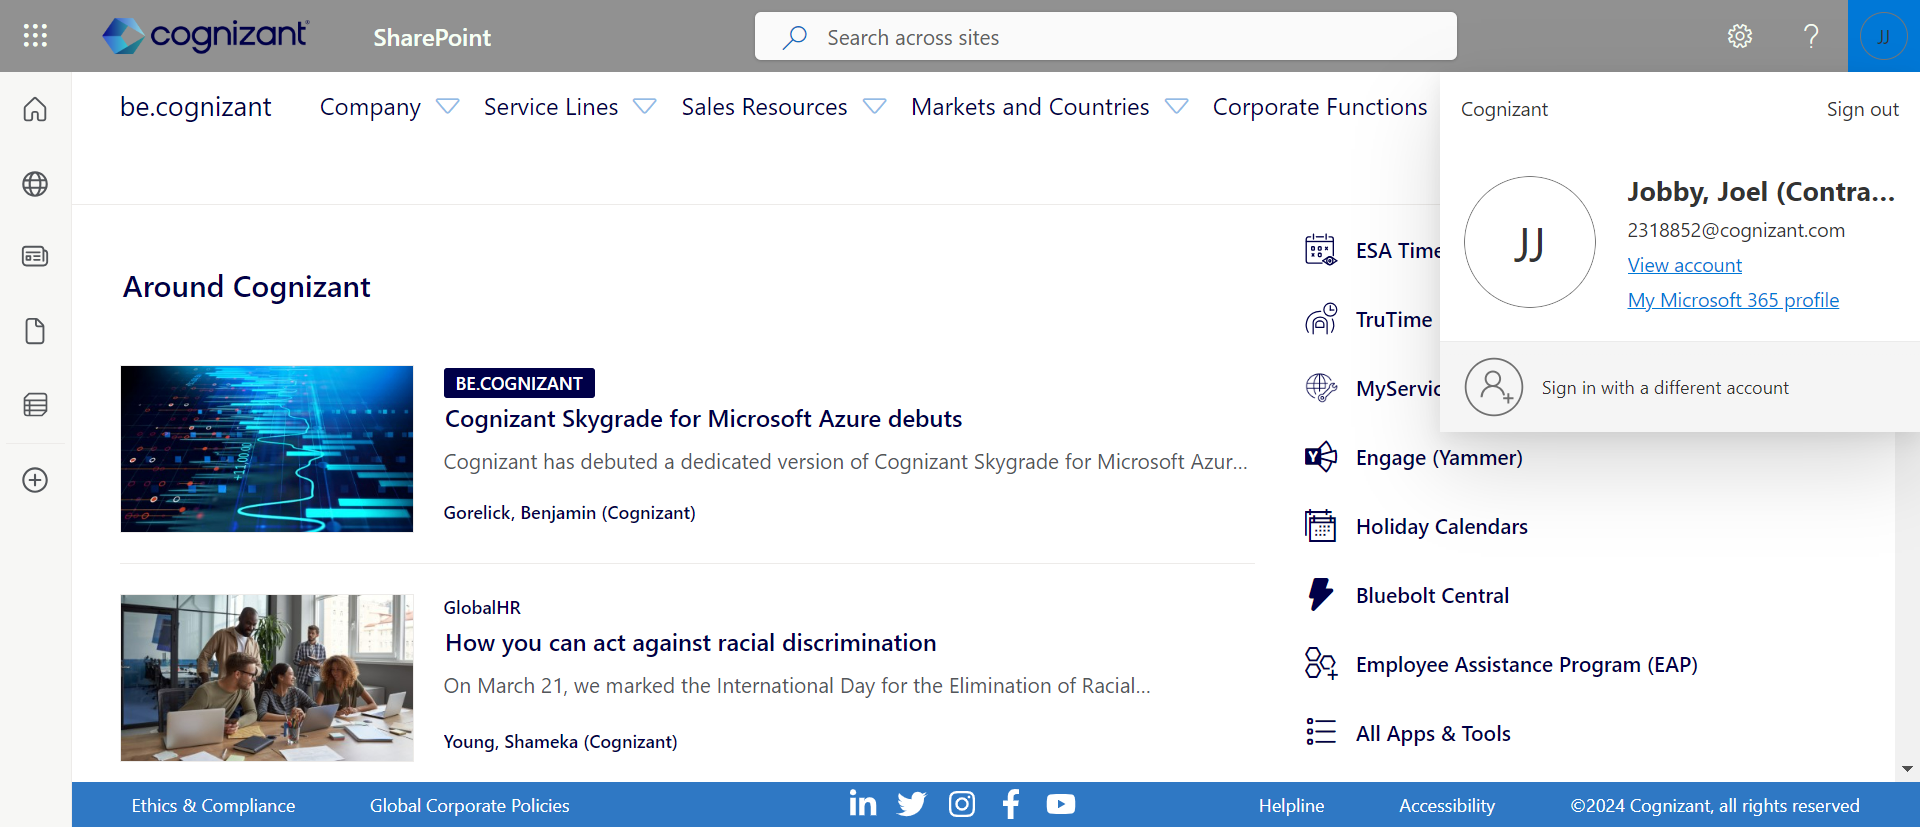 cognizant
SharePoint
Search across sites
JJ
be.cognizant
Company
Service Lines
Sales Resources
Markets and Countries
Corporate Functions
Cognizant
Sign out
JJ
Jobby, Joel (Contra...
2318852@cognizant.com
View account
My Microsoft 365 profile
Sign in with a different account
Around Cognizant
BE.COGNIZANT
Cognizant Skygrade for Microsoft Azure debuts
Cognizant has debuted a dedicated version of Cognizant Skygrade for Microsoft Azur...
Gorelick, Benjamin (Cognizant)
GlobalHR
How you can act against racial discrimination
On March 21, we marked the International Day for the Elimination of Racial...
Young, Shameka (Cognizant)
ESA Time
TruTime
MyServic
Engage (Yammer)
Holiday Calendars
Bluebolt Central
Employee Assistance Program (EAP)
All Apps & Tools
Ethics & Compliance
Global Corporate Policies
Helpline
Accessibility
©2024 Cognizant, all rights reserved